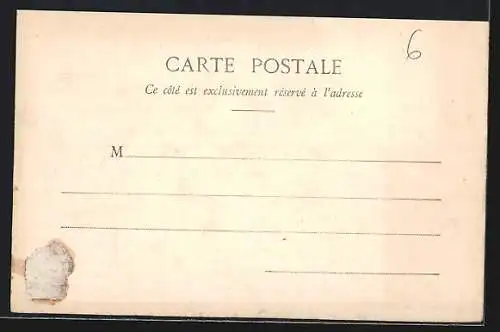 6
CARTE POSTALE
Ce côté est exclusivement réservé à l'adresse
M